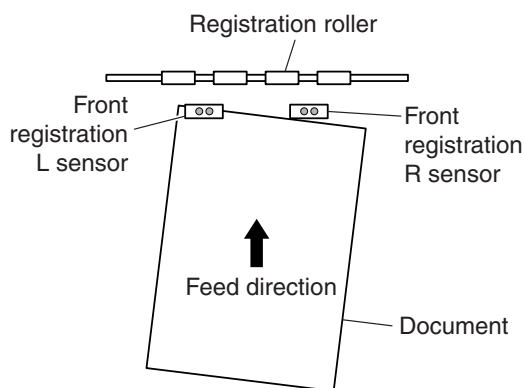 Registration roller
Front
registration
L sensor
Front
registration
R sensor
Feed direction
Document